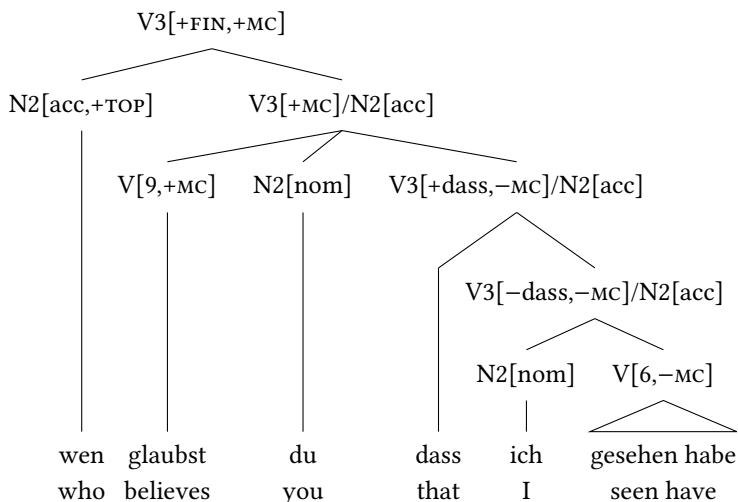 V3[+FIN,+MC]
N2[acc,+TOP] V3[+MC]/N2[acc]
V[9,+MC] N2[nom] V3[+dass,−MC]/N2[acc]
V3[−dass,−MC]/N2[acc]
N2[nom] V[6,−MC]
wen glaubst du dass ich gesehen habe
who believes you that I seen have